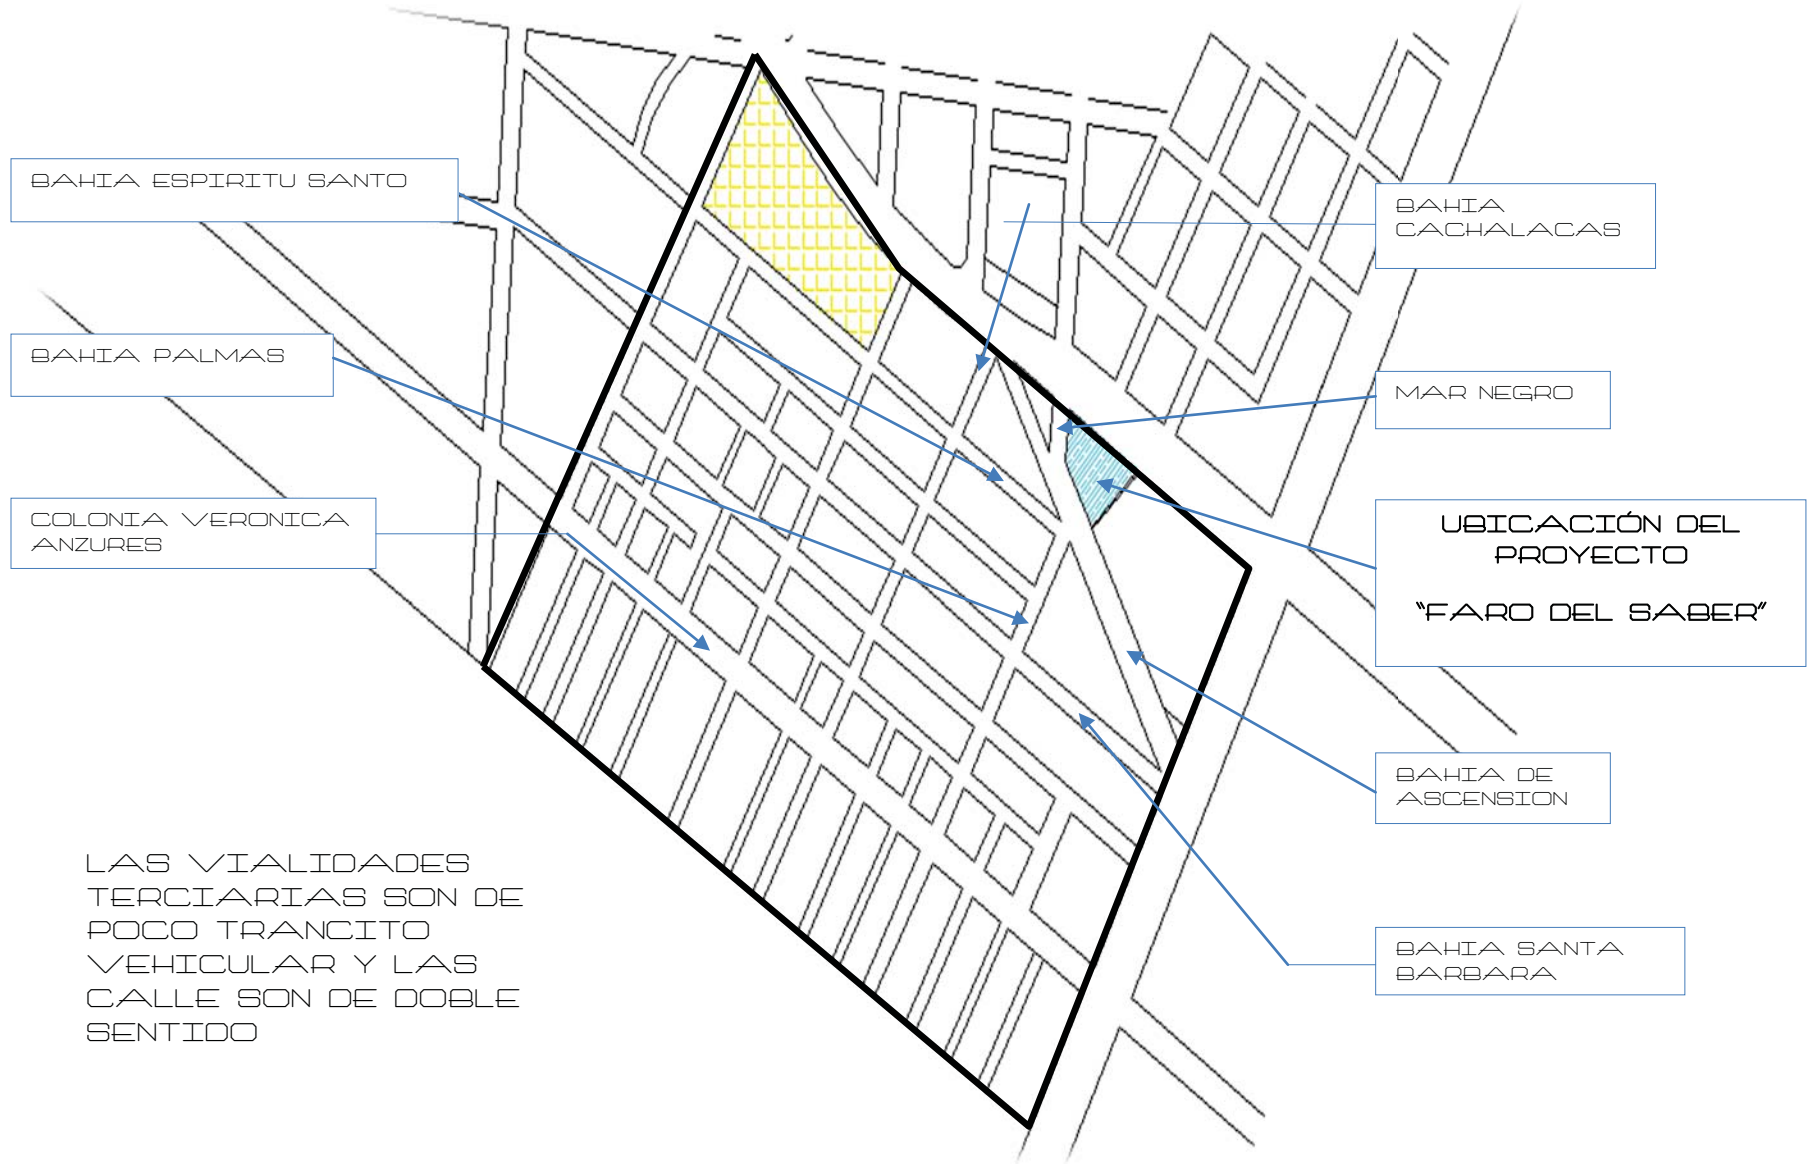 BAHIA ESPIRITU SANTO
BAHIA PALMAS
COLONIA VERONICA
ANZURES
LAS VIALIDADES
TERCIARIAS SON DE
POCO TRANCITO
VEHICULAR Y LAS
CALLE SON DE DOBLE
SENTIDO
BAHIA
CACHALACAS
MAR NEGRO
UBICACIÓN DEL
PROYECTO
“FARO DEL SABER”
BAHIA DE
ASCENSION
BAHIA SANTA
BARBARA